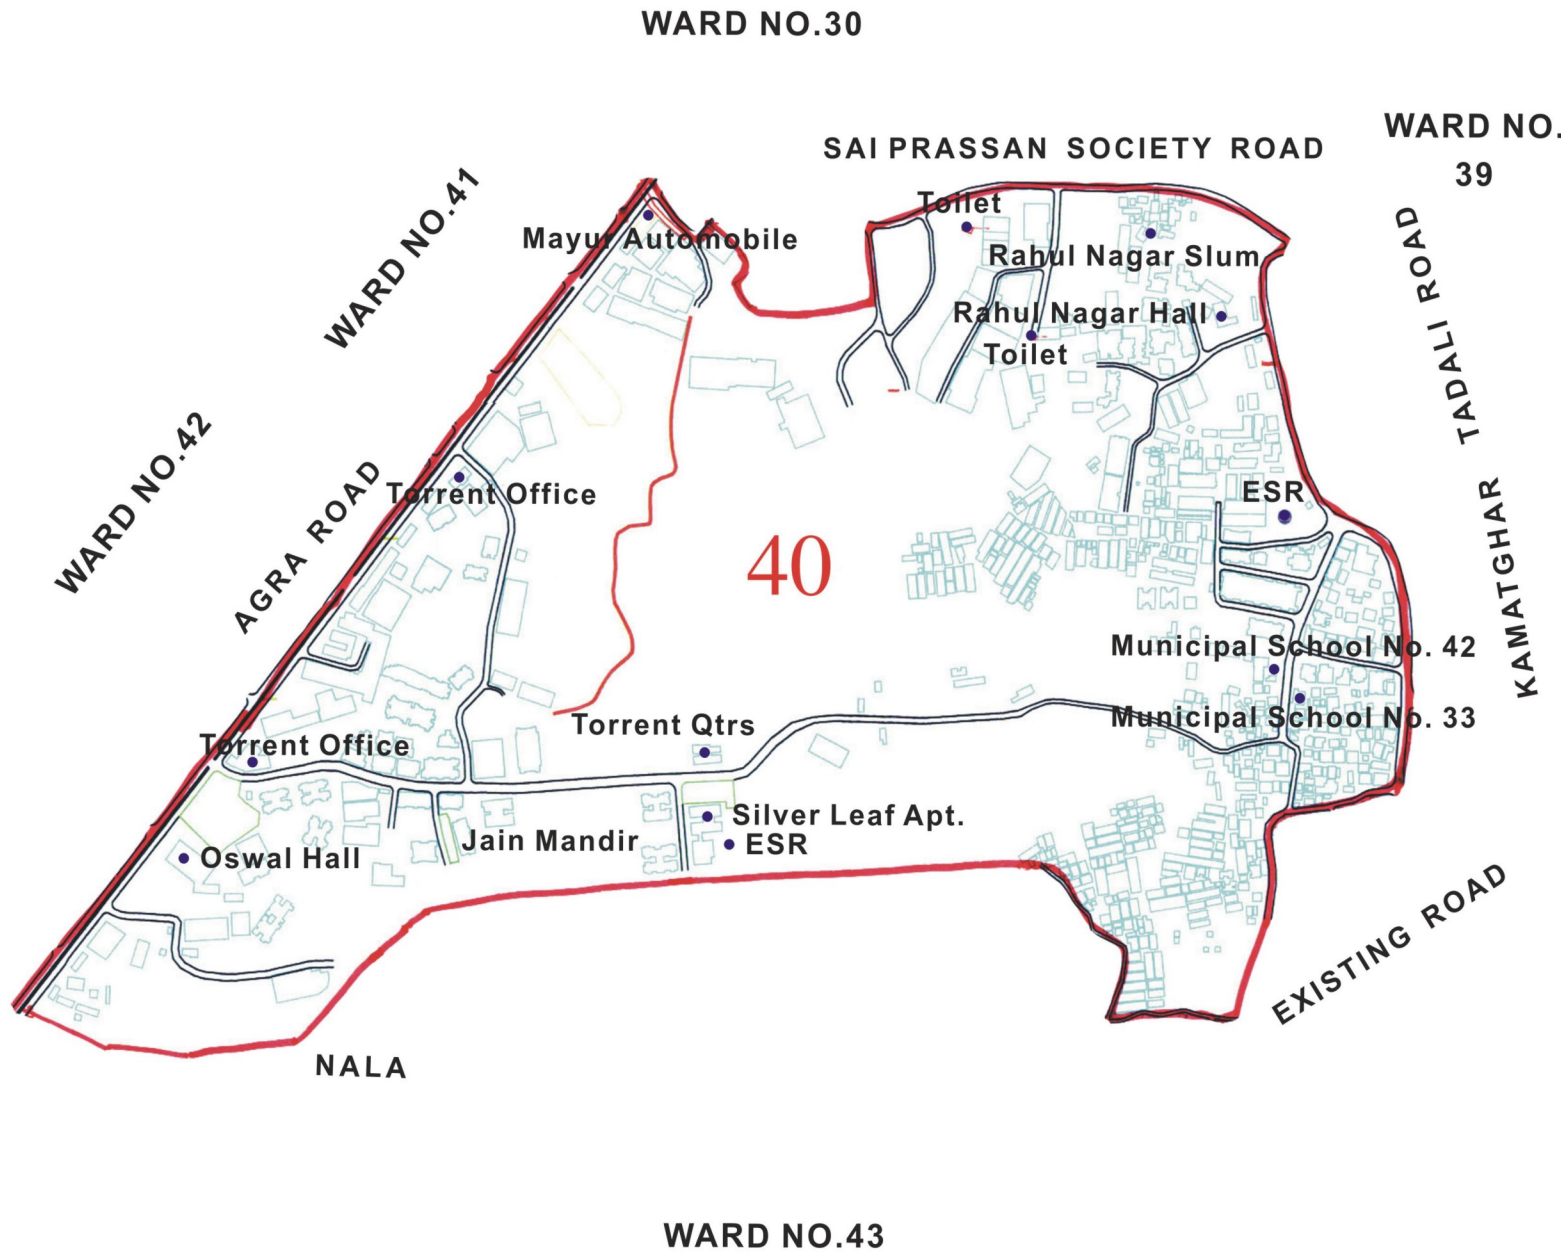 WARD NO.30
WARD NO.
39
SAI PRASSAN SOCIETY ROAD
WARD NO.41
Toilet
Mayur Automobile
Rahul Nagar Slum
KAMATGHAR TADALI ROAD
Rahul Nagar Hall
Toilet
WARD NO.42
AGRA ROAD
Torrent Office
ESR
40
Municipal School No. 42
Municipal School No. 33
Torrent Qtrs
Torrent Office
Silver Leaf Apt.
Jain Mandir
ESR
Oswal Hall
EXISTING ROAD
NALA
WARD NO.43